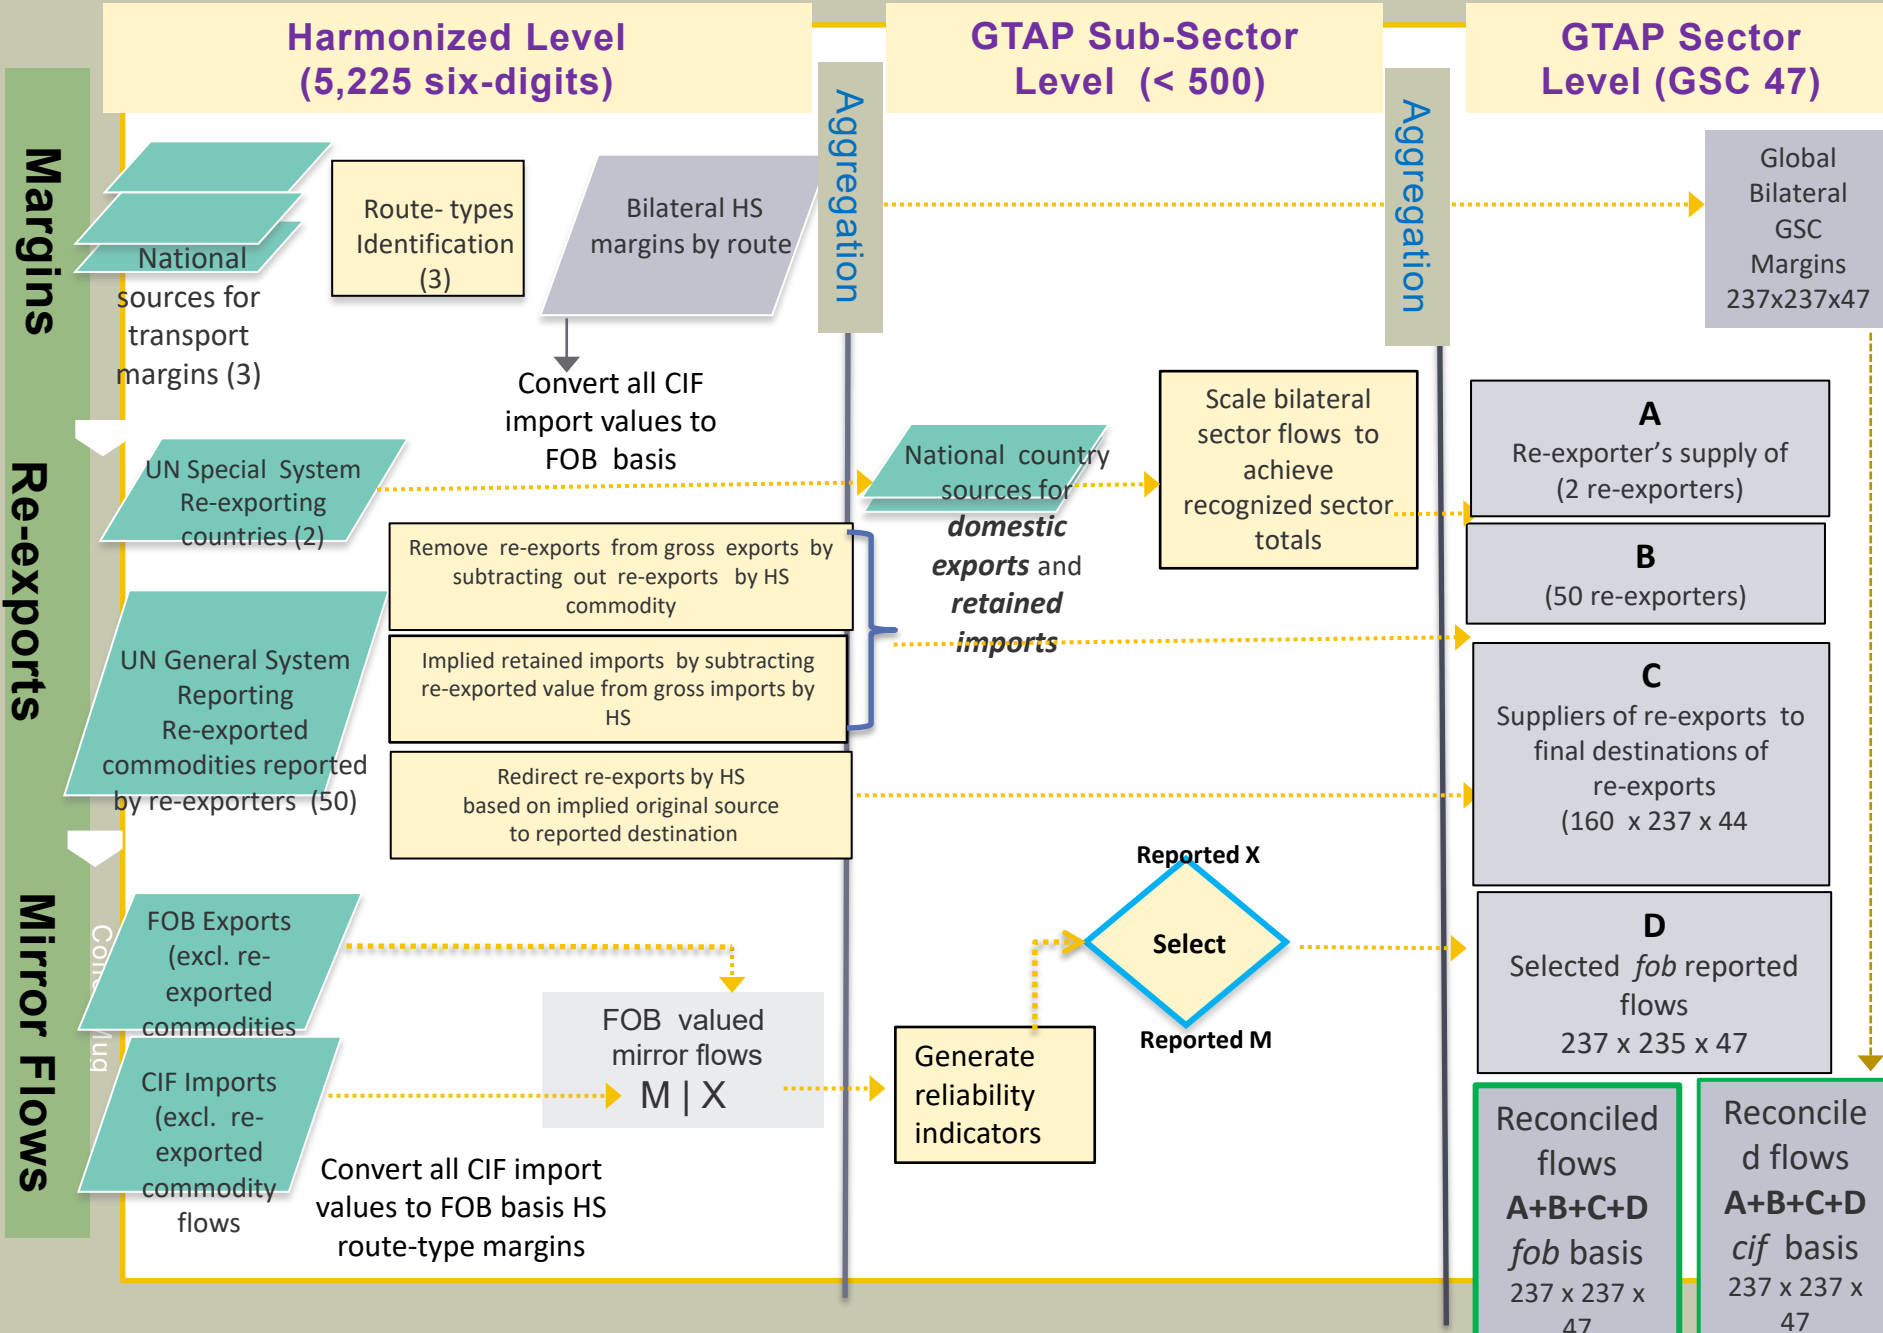 Harmonized Level
(5,225 six-digits)
GTAP Sub-Sector
Level (< 500)
GTAP Sector
Level (GSC 47)
Aggregation
Aggregation
Margins
National
sources for
transport
margins (3)
Route- types
Identification
(3)
Bilateral HS
margins by route
Global
Bilateral
GSC
Margins
237x237x47
Convert all CIF
import values to
FOB basis
Re-exports
UN Special System
Re-exporting
countries (2)
National country
sources for
domestic
exports and
retained
imports
Scale bilateral
sector flows to
achieve
recognized sector
totals
A
Re-exporter's supply of
(2 re-exporters)
B
(50 re-exporters)
Remove re-exports from gross exports by
subtracting out re-exports by HS
commodity
UN General System
Reporting
Re-exported
commodities reported
by re-exporters (50)
Implied retained imports by subtracting
re-exported value from gross imports by
HS
C
Suppliers of re-exports to
final destinations of
re-exports
(160 x 237 x 44
Redirect re-exports by HS
based on implied original source
to reported destination
Mirror Flows
FOB Exports
(excl. re-
exported
commodities
CIF Imports
(excl. re-
exported
commodity
flows
FOB valued
mirror flows
M | X
Convert all CIF import
values to FOB basis HS
route-type margins
Generate
reliability
indicators
Reported X
Select
Reported M
D
Selected fob reported
flows
237 x 235 x 47
Reconciled
flows
A+B+C+D
fob basis
237 x 237 x
47
Reconcile
d flows
A+B+C+D
cif basis
237 x 237 x
47